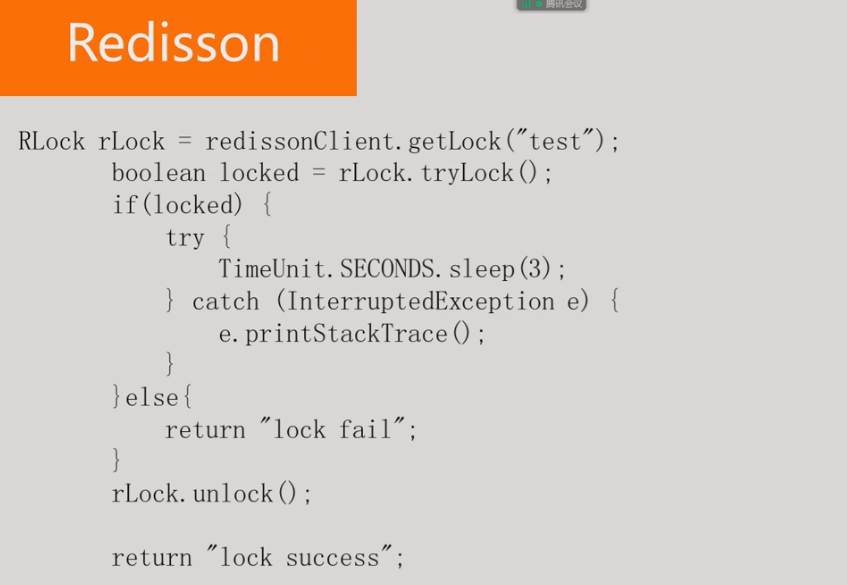 腾讯会议
Redisson
RLock rLock = redissonClient.getLock("test");
boolean locked = rLock.tryLock();
if(locked) {
try {
TimeUnit.SECONDS.sleep(3);
} catch (InterruptedException e) {
e.printStackTrace();
}
}else{
return "lock fail";
}
rLock.unlock();
return "lock success";